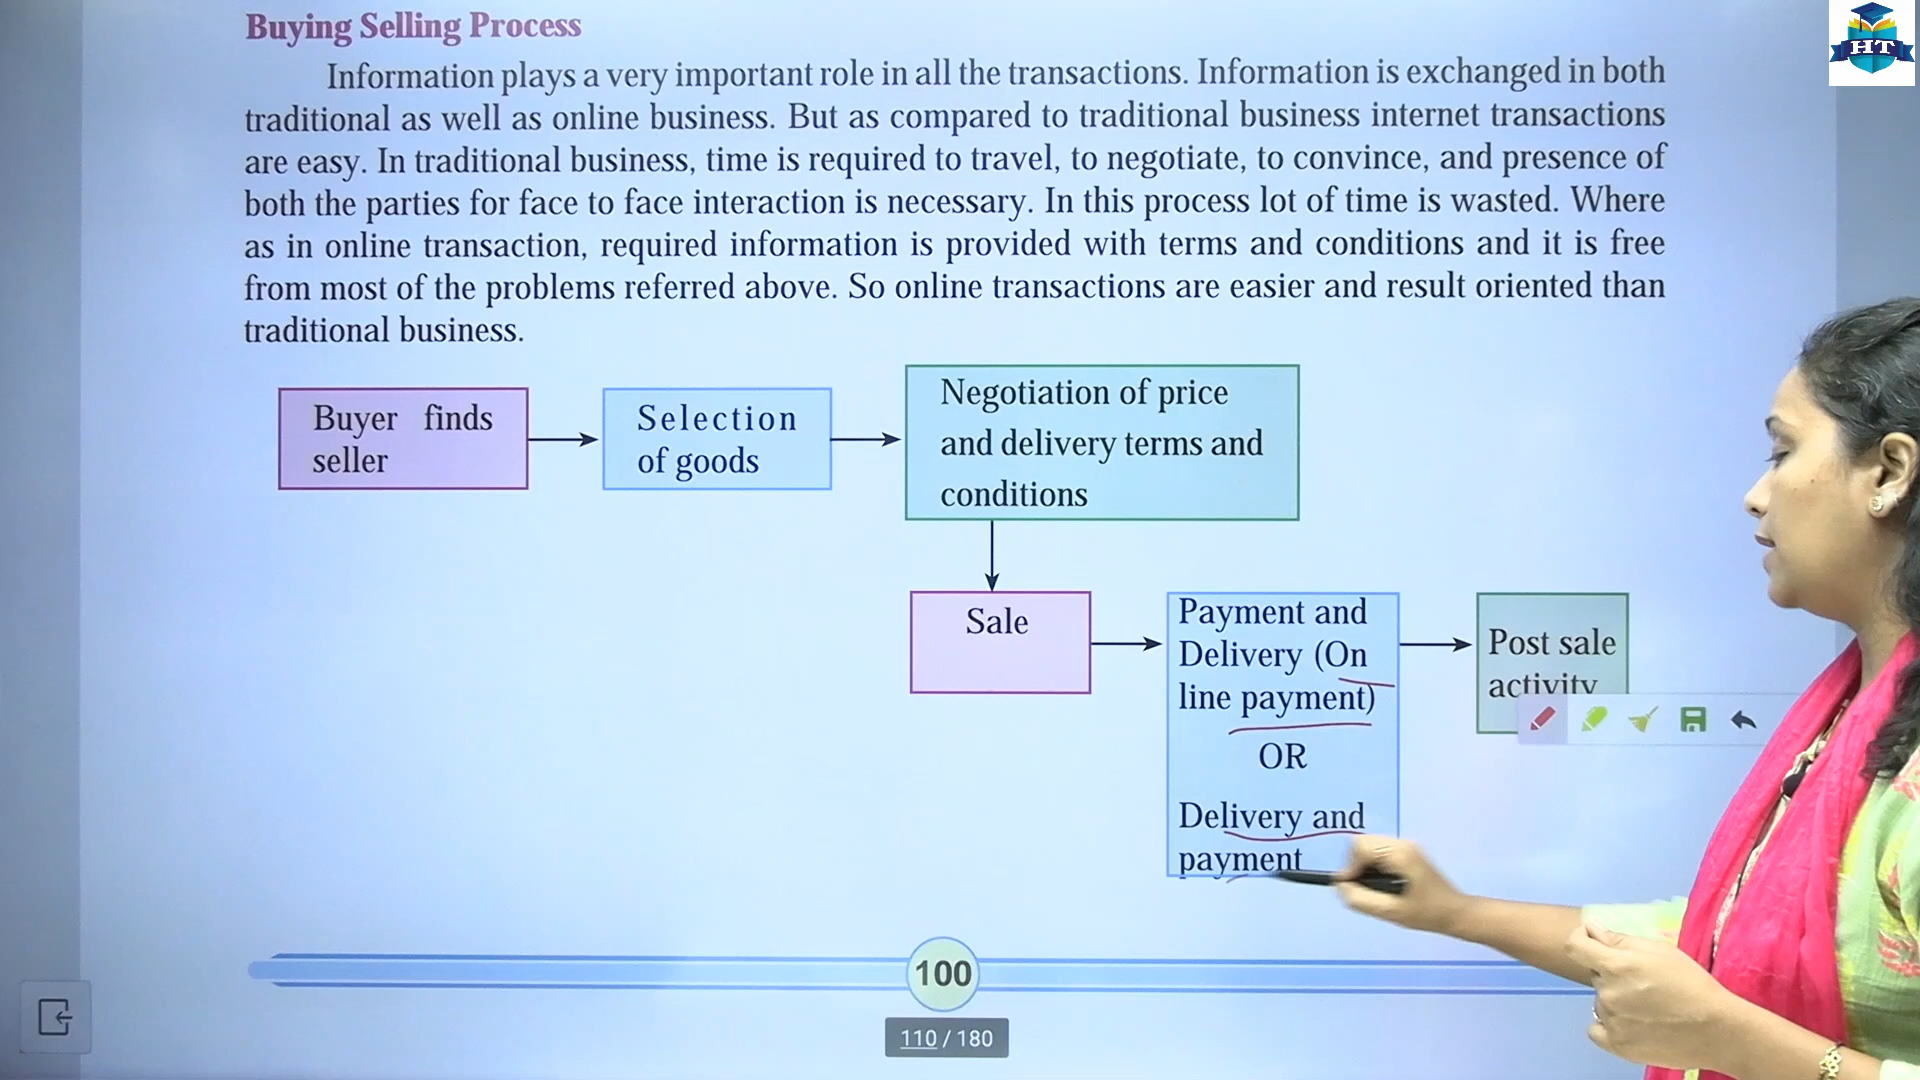 Buying Selling Process
Information plays a very important role in all the transactions. Information is exchanged in both
traditional as well as online business. But as compared to traditional business internet transactions
are easy. In traditional business, time is required to travel, to negotiate, to convince, and presence of
both the parties for face to face interaction is necessary. In this process lot of time is wasted. Where
as in online transaction, required information is provided with terms and conditions and it is free
from most of the problems referred above. So online transactions are easier and result oriented than
traditional business.
Buyer finds
seller
Selection
of goods
Negotiation of price
and delivery terms and
conditions
Sale
Payment and
Delivery (On
line payment)
OR
Delivery and
payment
Post sale
activity
100
110 / 180
HT